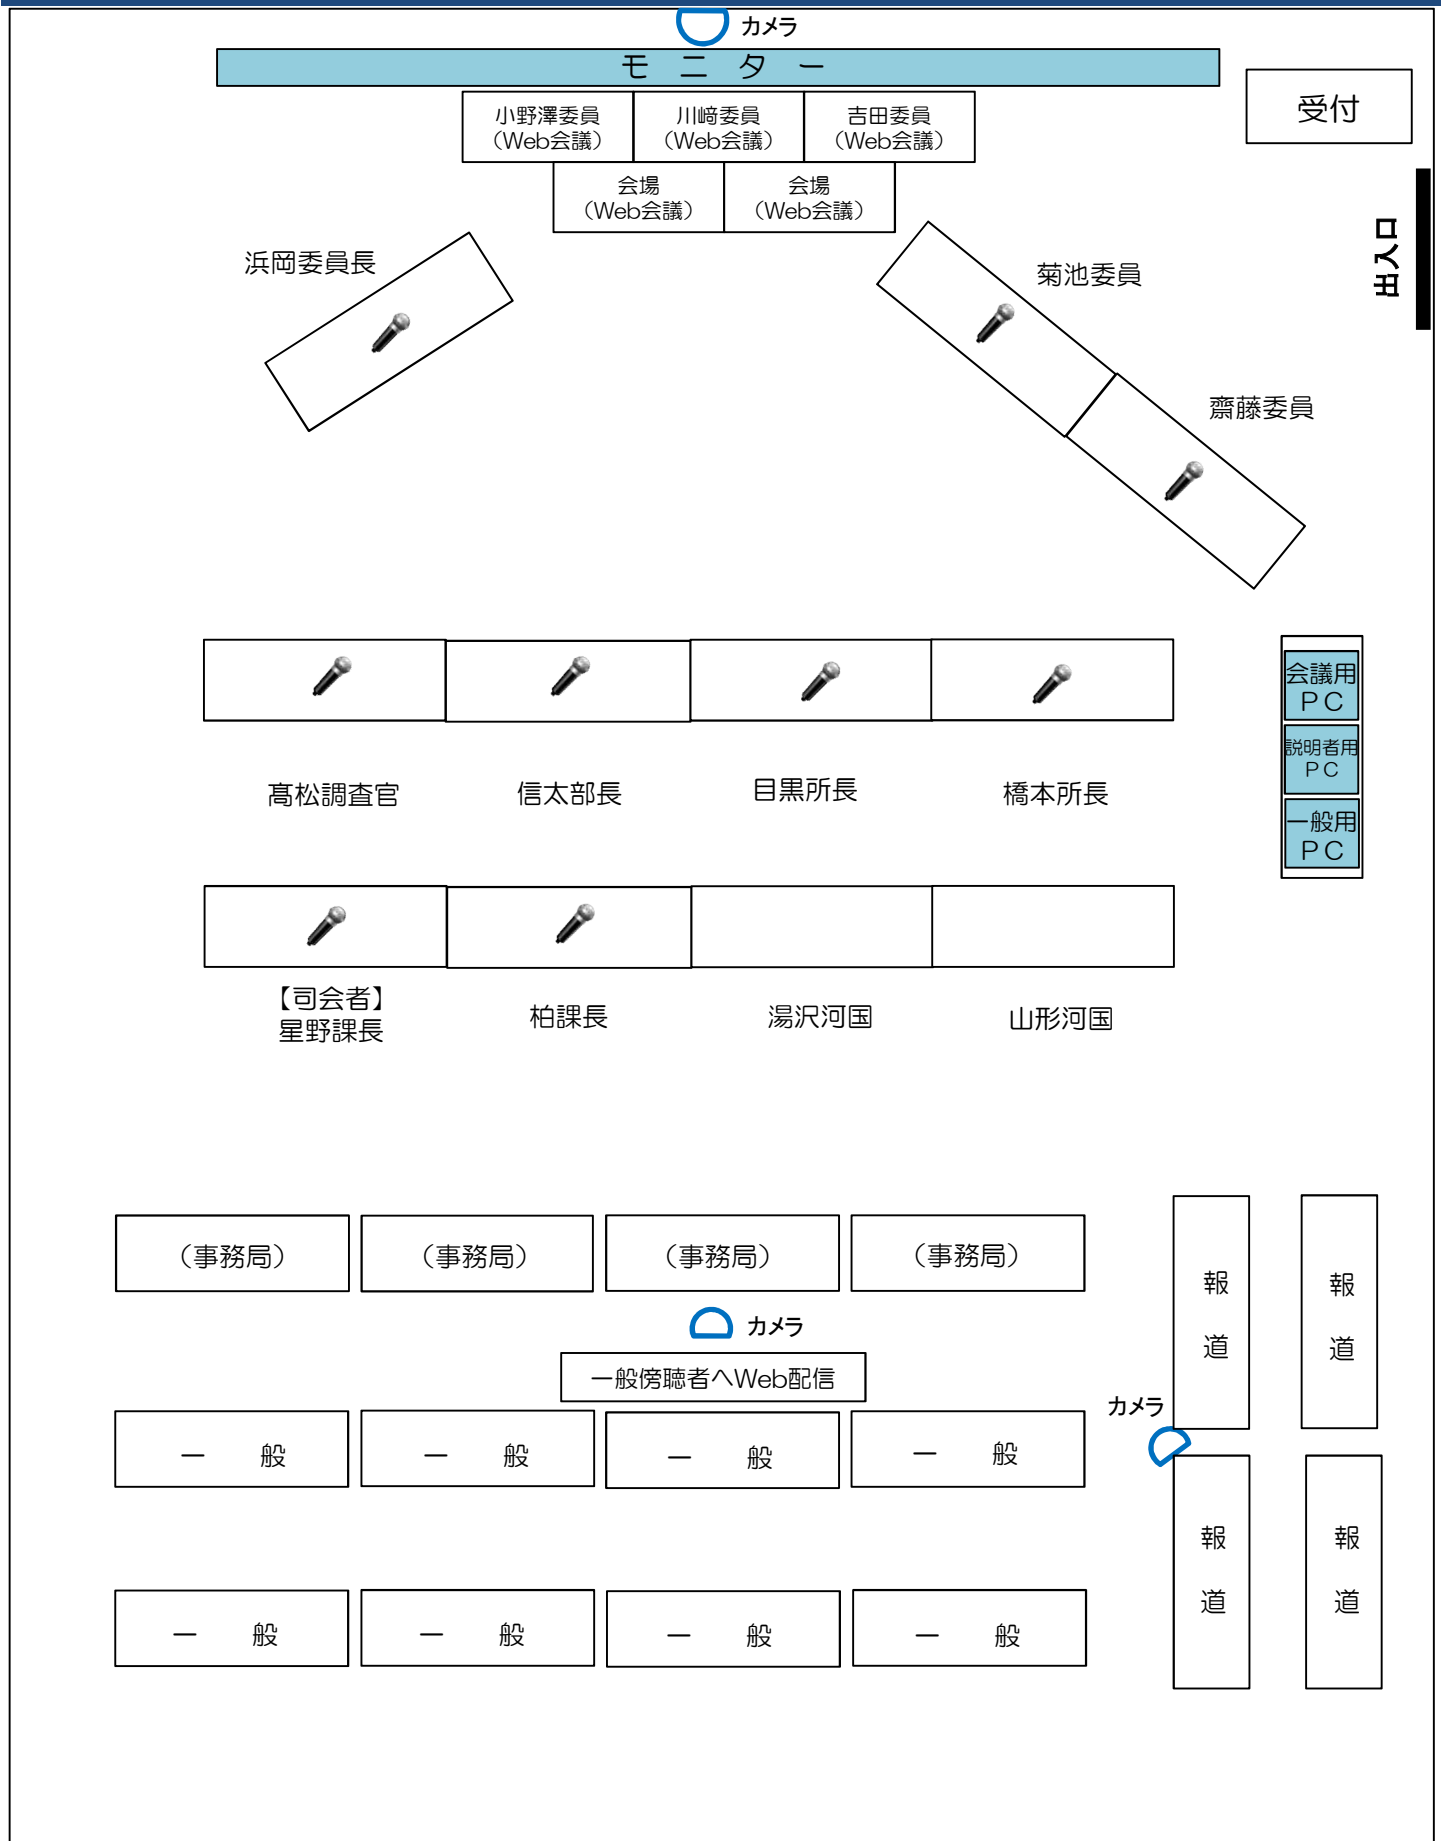 カメラ
モニター
受付
小野澤委員
（Web会議）
川﨑委員
（Web会議）
吉田委員
（Web会議）
会場
（Web会議）
会場
（Web会議）
出入口
浜岡委員長
菊池委員
齋藤委員
会議用
ＰＣ
説明者用
ＰＣ
一般用
ＰＣ
髙松調査官
信太部長
目黒所長
橋本所長
【司会者】
星野課長
柏課長
湯沢河国
山形河国
（事務局）
（事務局）
（事務局）
（事務局）
報道
報道
カメラ
一般傍聴者へWeb配信
カメラ
一　般
一　般
一　般
一　般
報道
報道
一　般
一　般
一　般
一　般